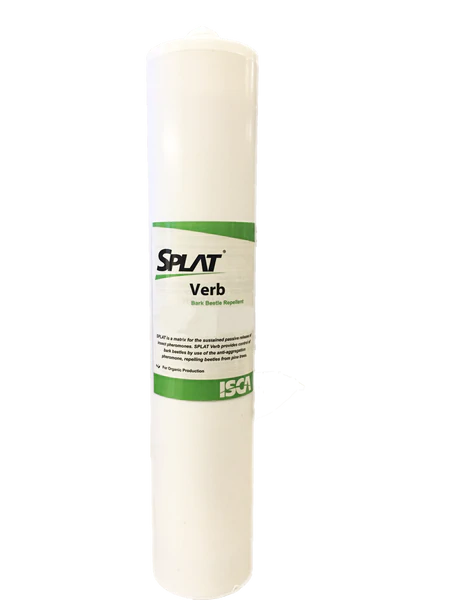 SPLAT®
Verb
Bark Beetle Repellent
SPLAT is a matrix for the sustained passive release of
insect pheromones. SPLAT Verb provides control of
bark beetles by use of the anti-aggregation
pheromone, repelling beetles from pine trees.
For Organic Production
ISCA